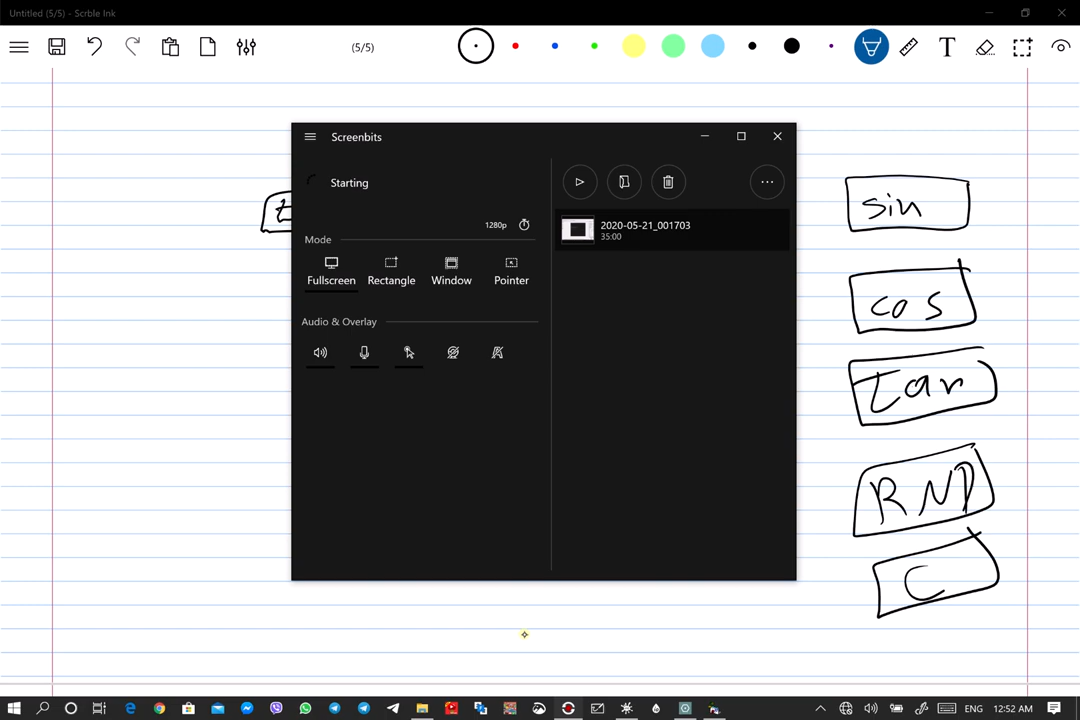 Untitled (5/5) - Scrble Ink
(5/5)
T
Screenbits
Starting
1280p
Mode
Fullscreen
Rectangle
Window
Pointer
Audio & Overlay
2020-05-21_001703
35:00
sin
cos
tan
RND
C
ENG
12:52 AM